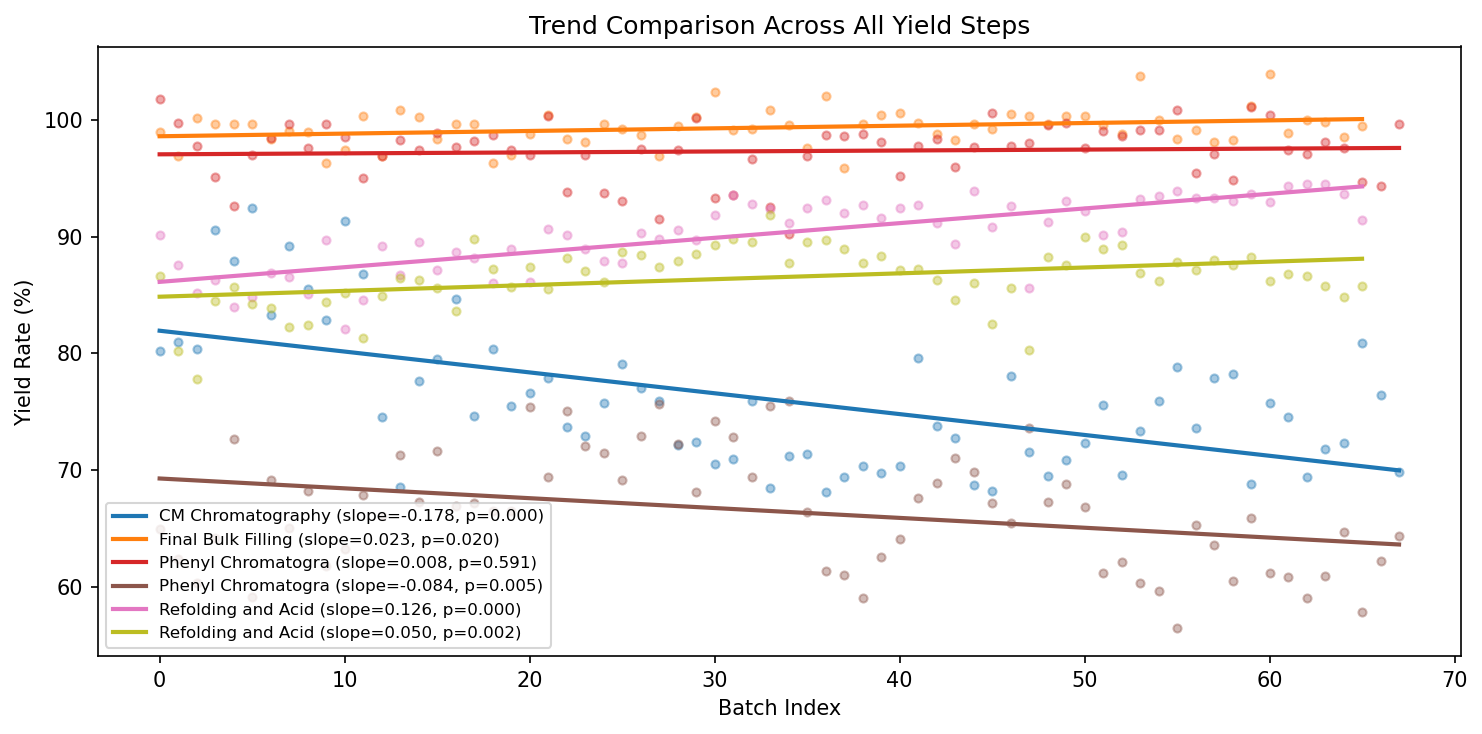 Trend Comparison Across All Yield Steps
Yield Rate (%)
100
90
80
70
60
CM Chromatography (slope=-0.178, p=0.000)
Final Bulk Filling (slope=0.023, p=0.020)
Phenyl Chromatogra (slope=0.008, p=0.591)
Phenyl Chromatogra (slope=-0.084, p=0.005)
Refolding and Acid (slope=0.126, p=0.000)
Refolding and Acid (slope=0.050, p=0.002)
0 10 20 30 40 50 60 70
Batch Index